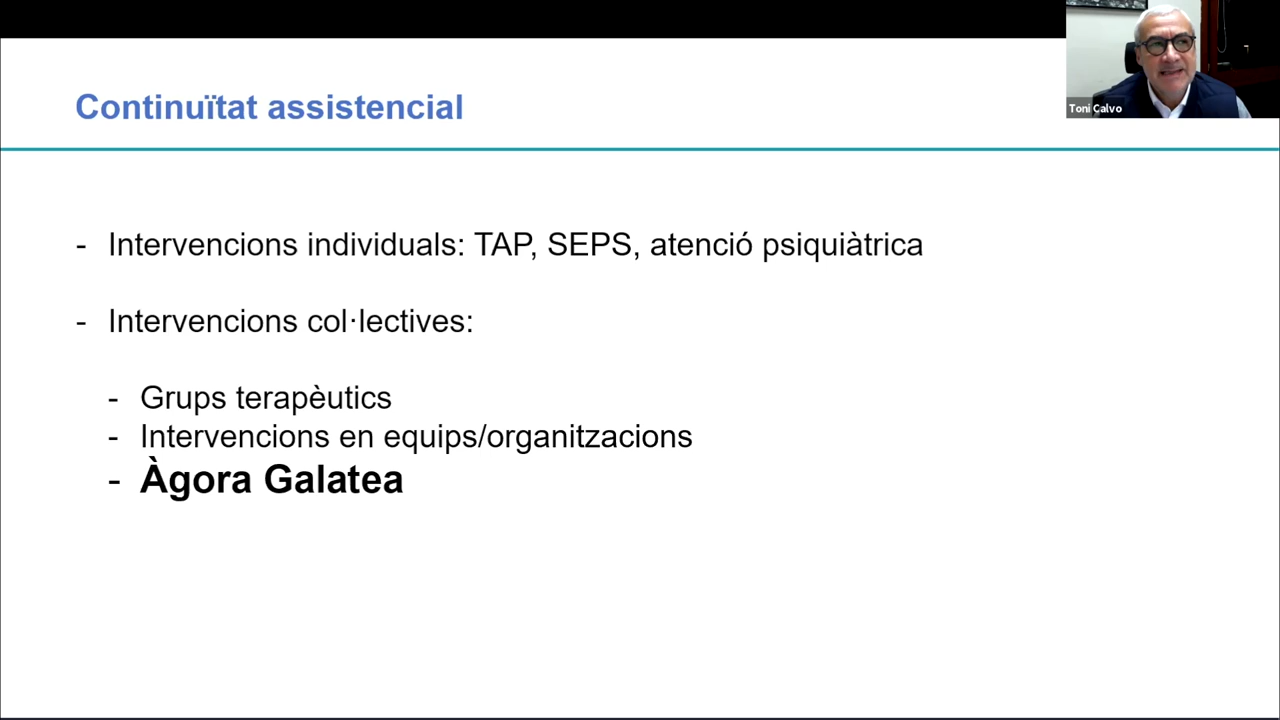 Continuïtat assistencial
Toni Calvo
- Intervencions individuals: TAP, SEPS, atenció psiquiàtrica
- Intervencions col·lectives:
- Grups terapèutics
- Intervencions en equips/organitzacions
- Àgora Galatea